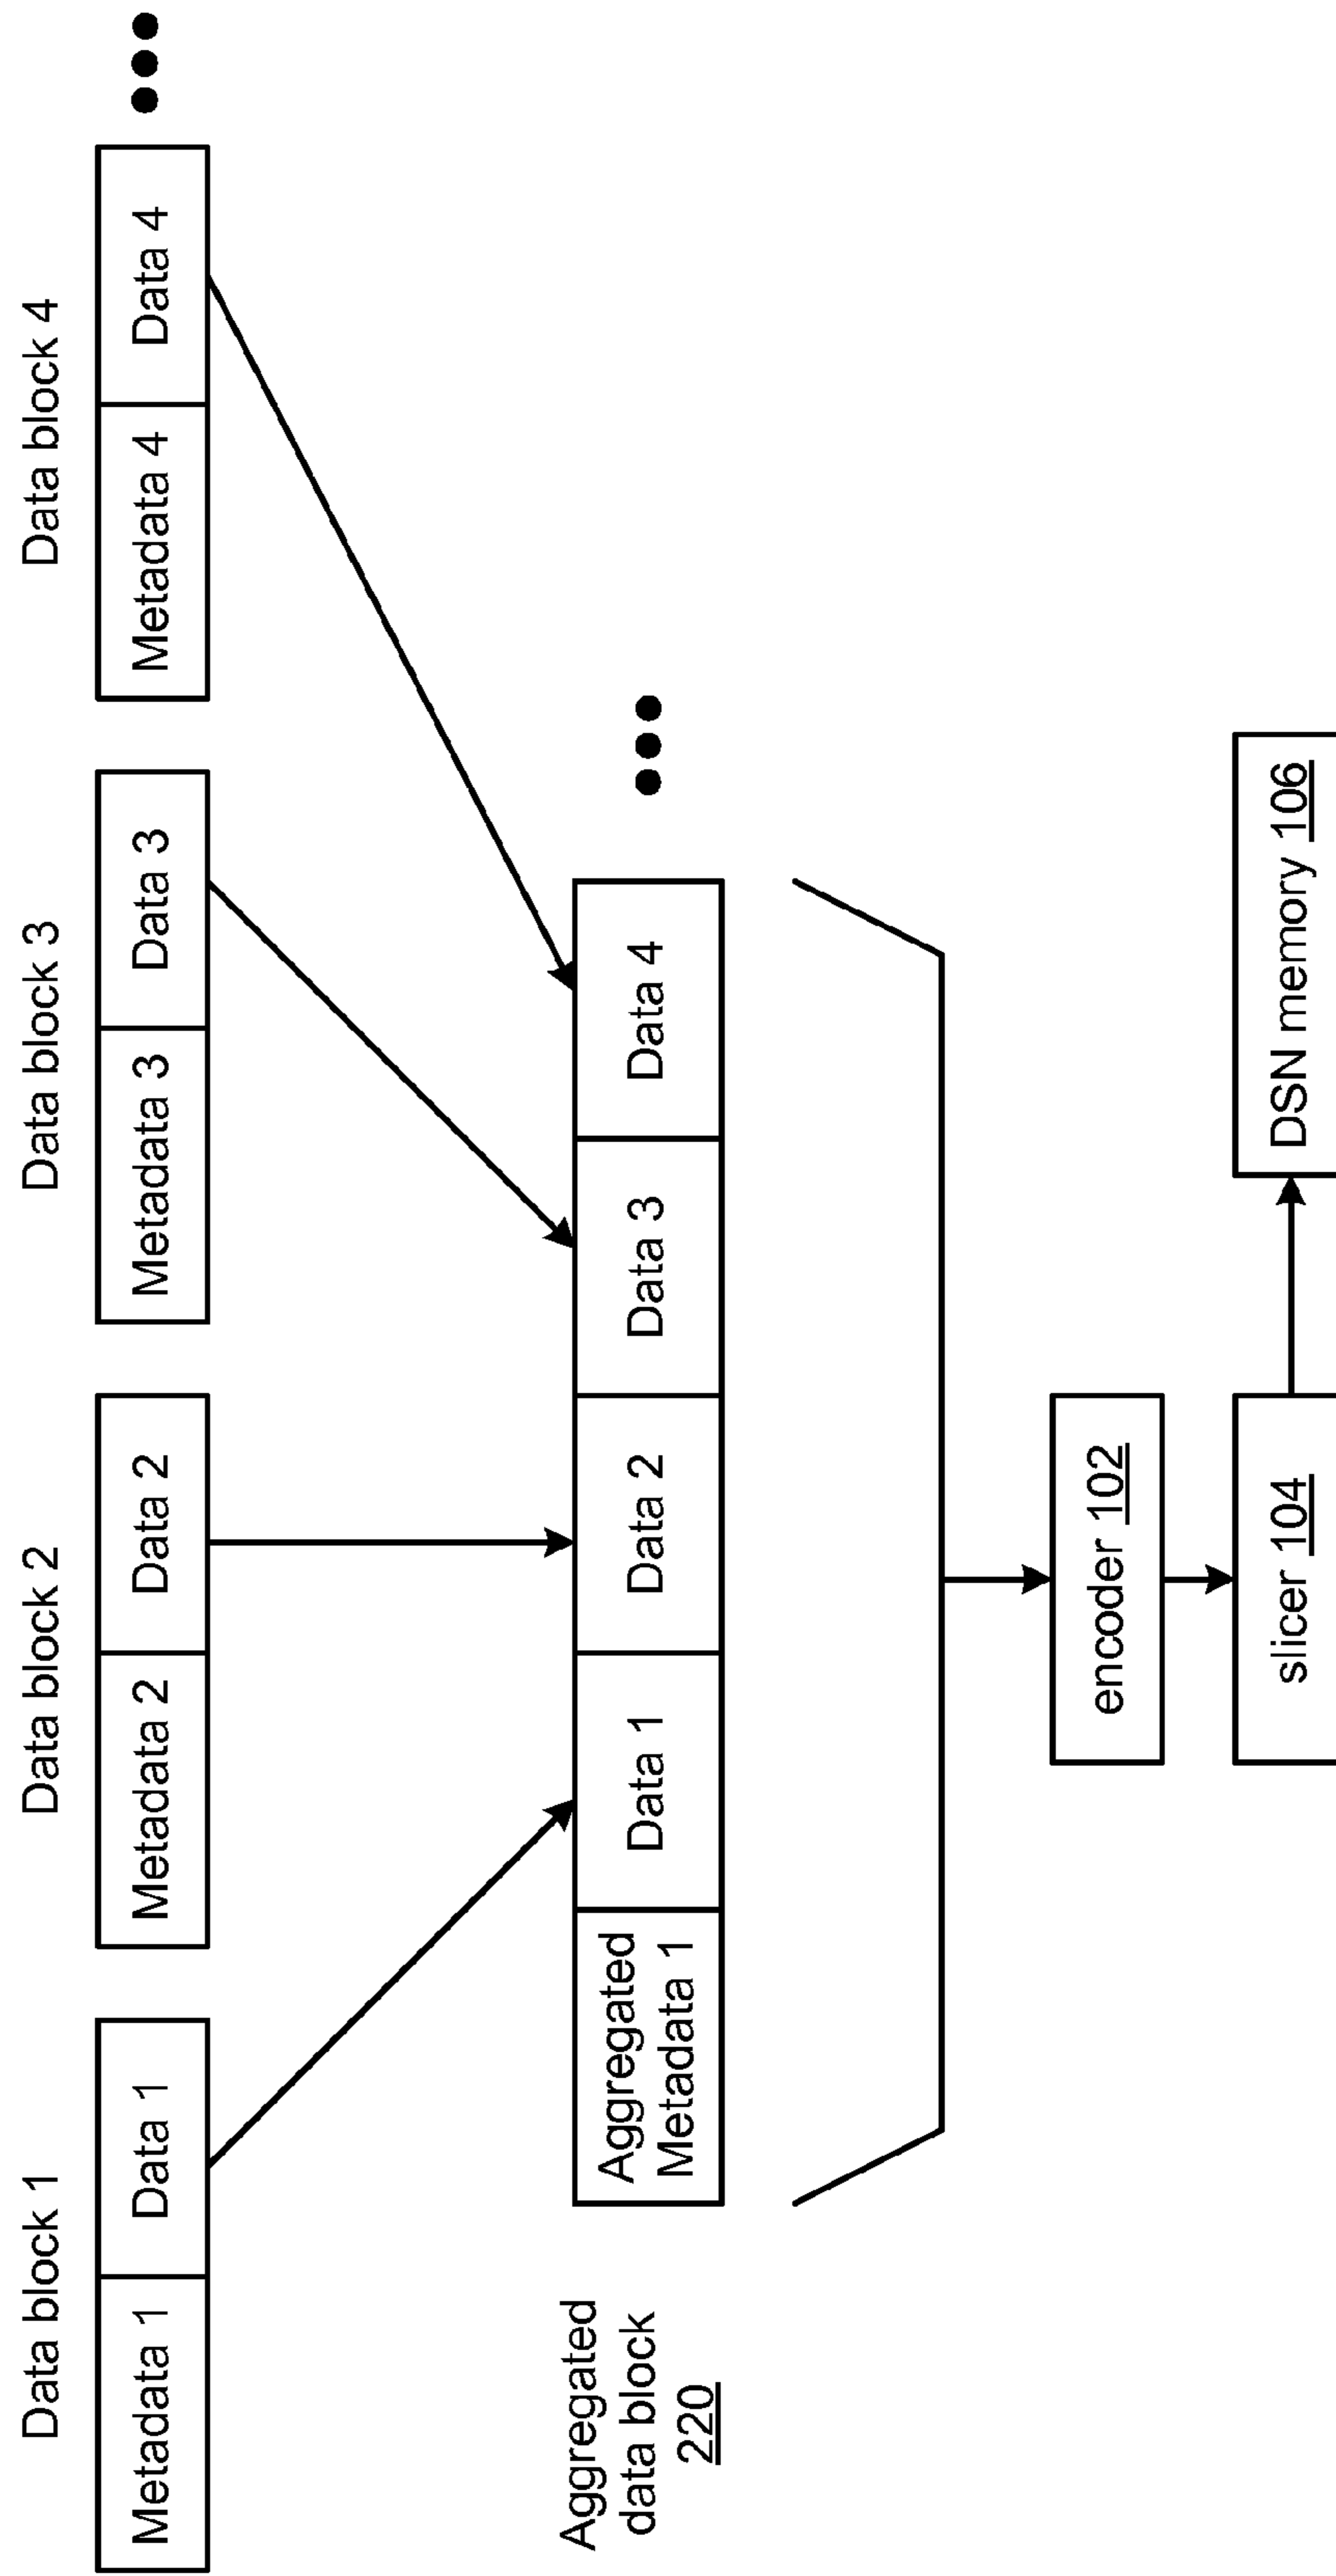 Data block 1
Data block 2
Data block 3
Data block 4
Metadata 1
Data 1
Metadata 2
Data 2
Metadata 3
Data 3
Metadata 4
Data 4
Aggregated
data block
220
Aggregated
Metadata 1
Data 1
Data 2
Data 3
Data 4
encoder 102
slicer 104
DSN memory 106